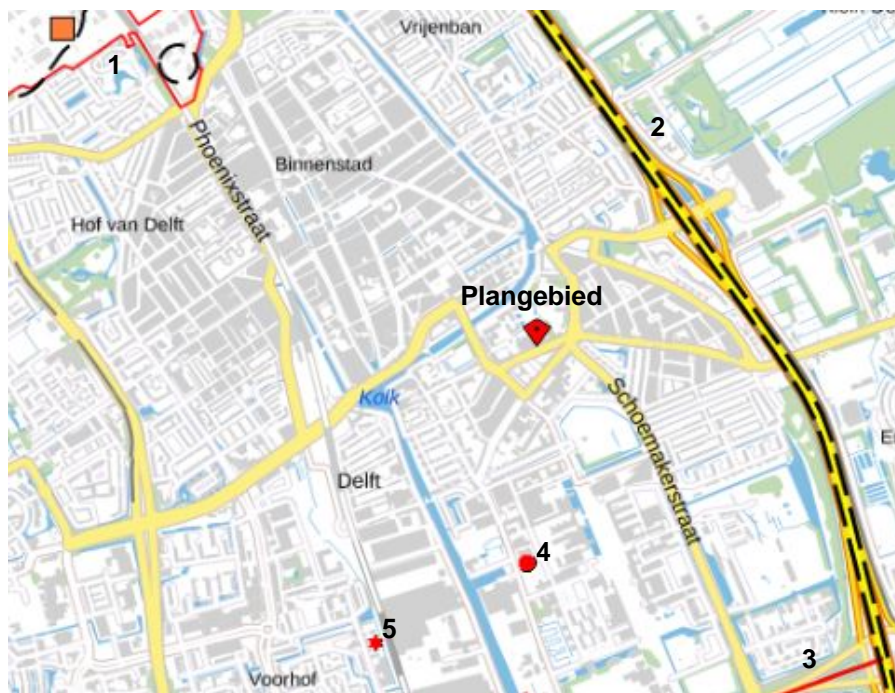 Vrijenban
1
2
Phoenixstraat
Binnenstad
Hof van Delft
Plangebied
Kolk
Schoemakerstraat
Delft
4
5
3
Voorhof